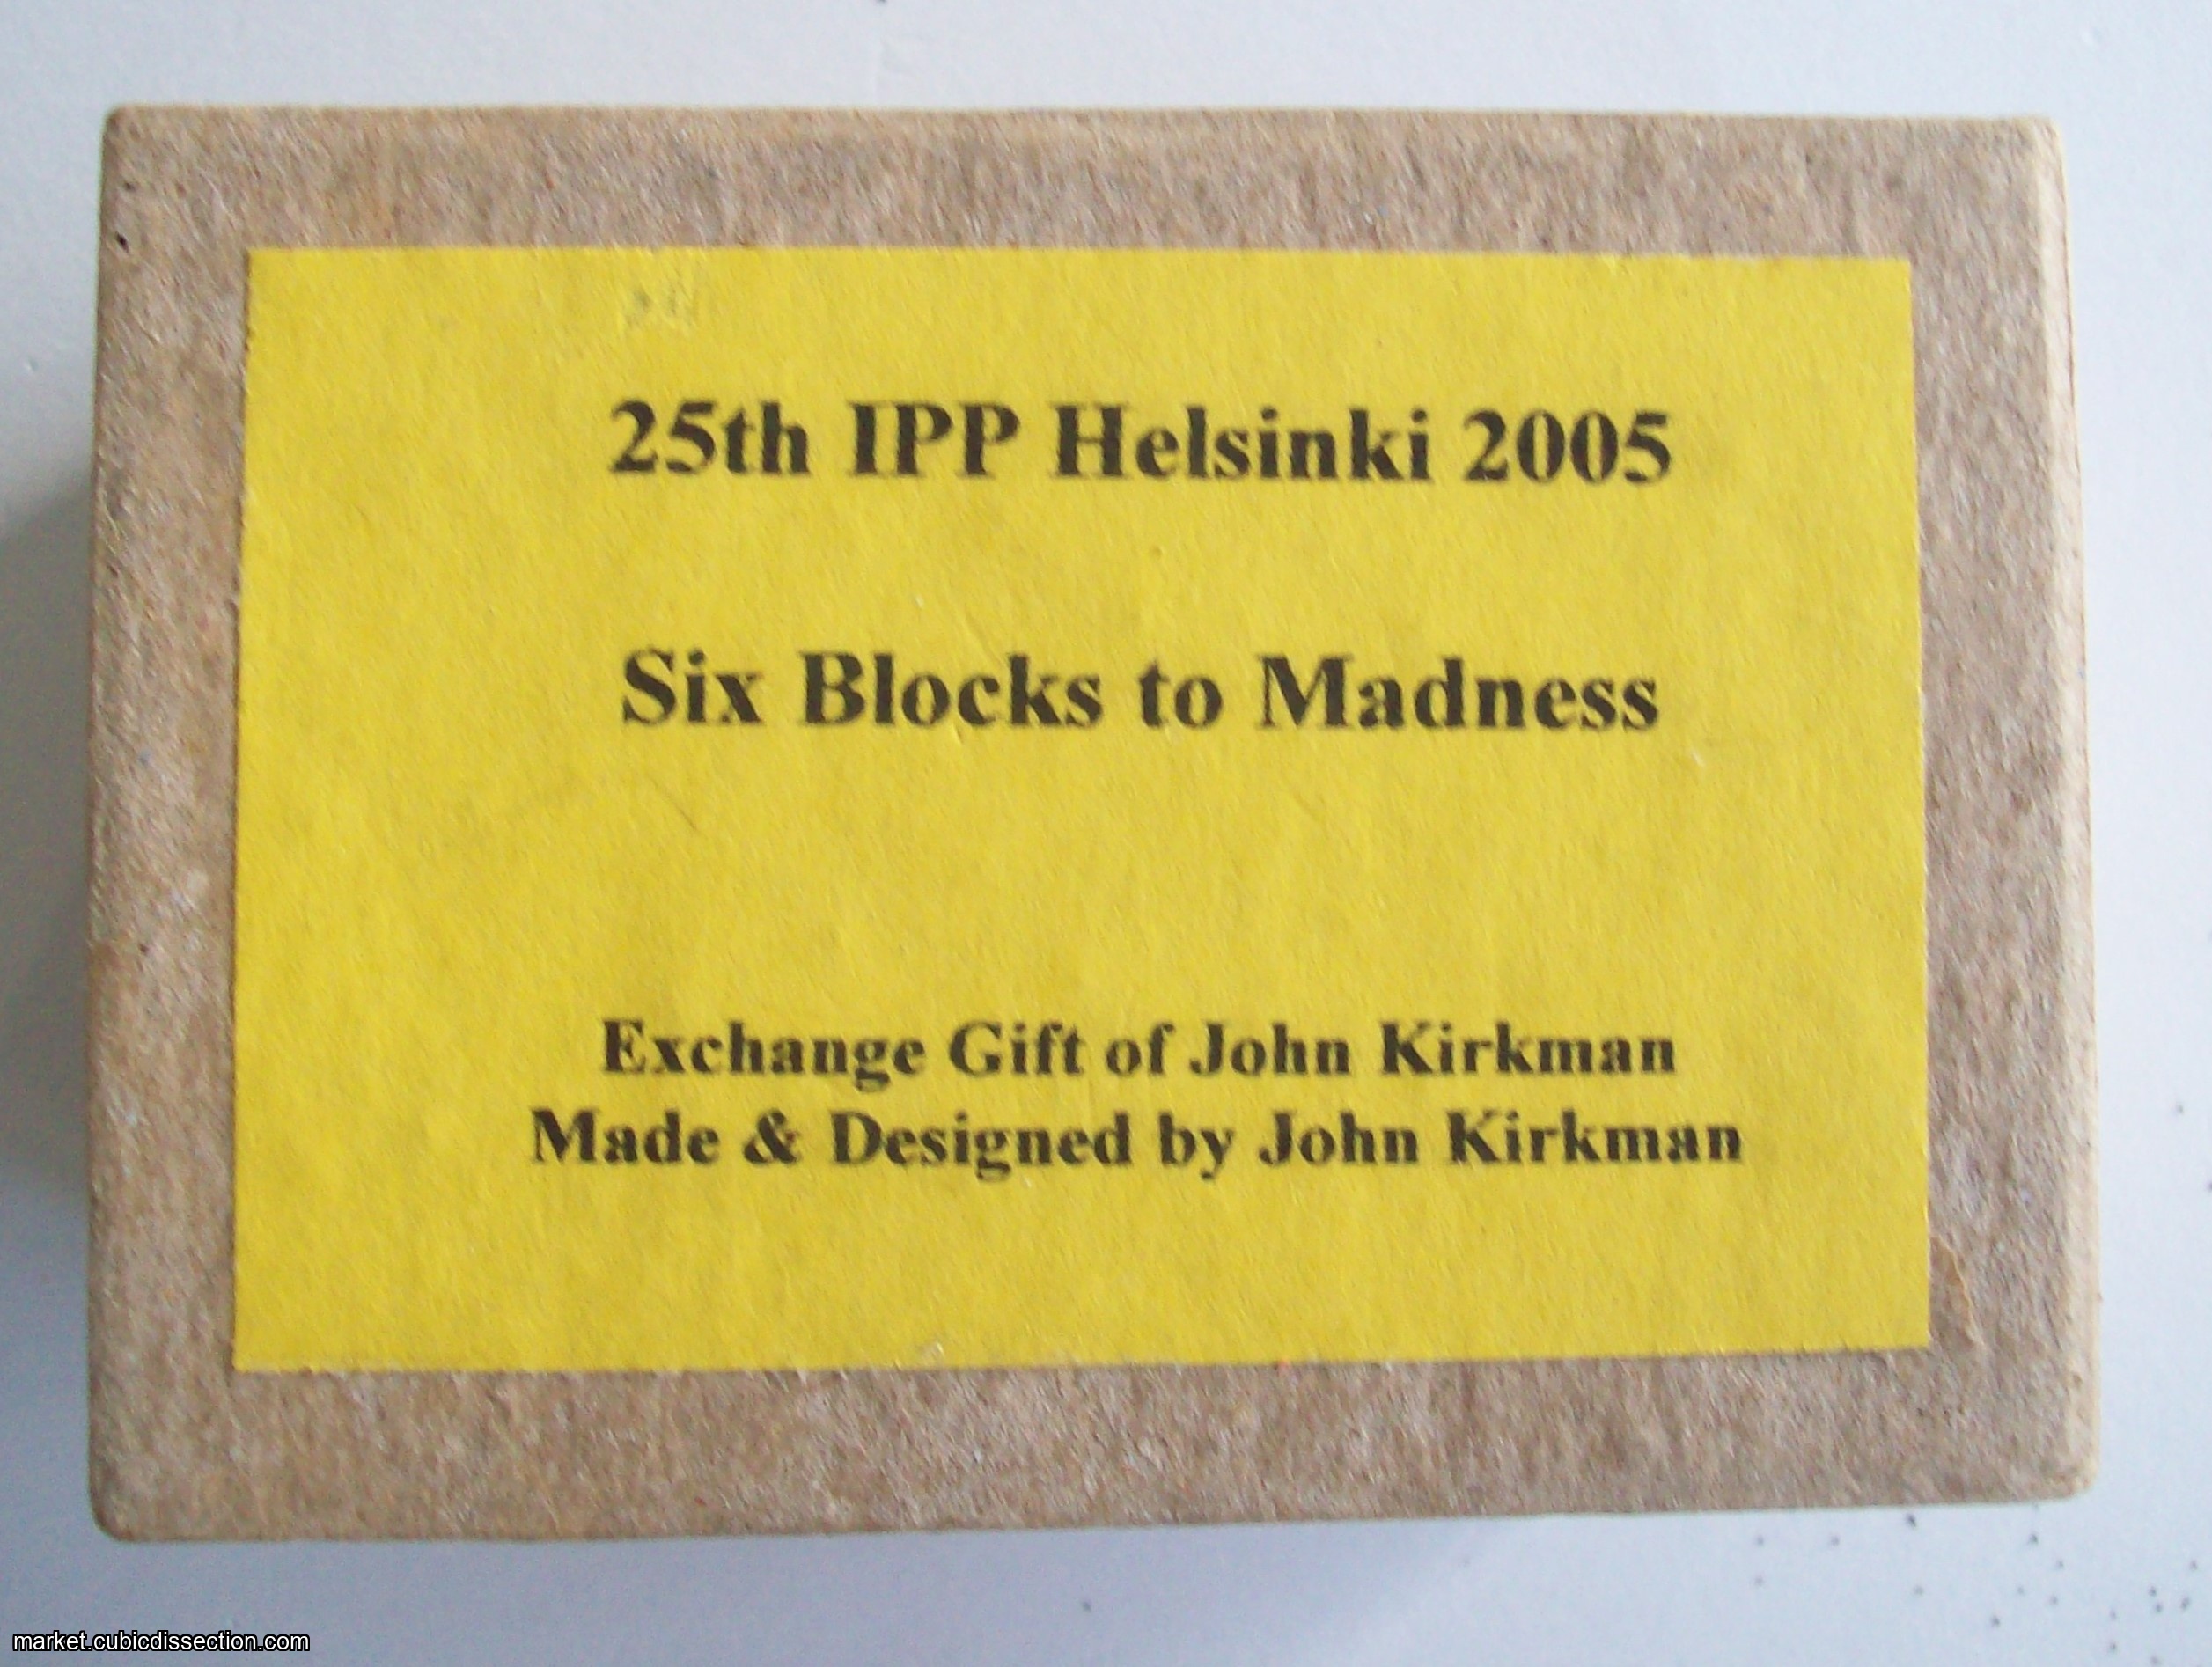 25th IPP Helsinki 2005
Six Blocks to Madness
Exchange Gift of John Kirkman
Made & Designed by John Kirkman
market.cubicdissection.com